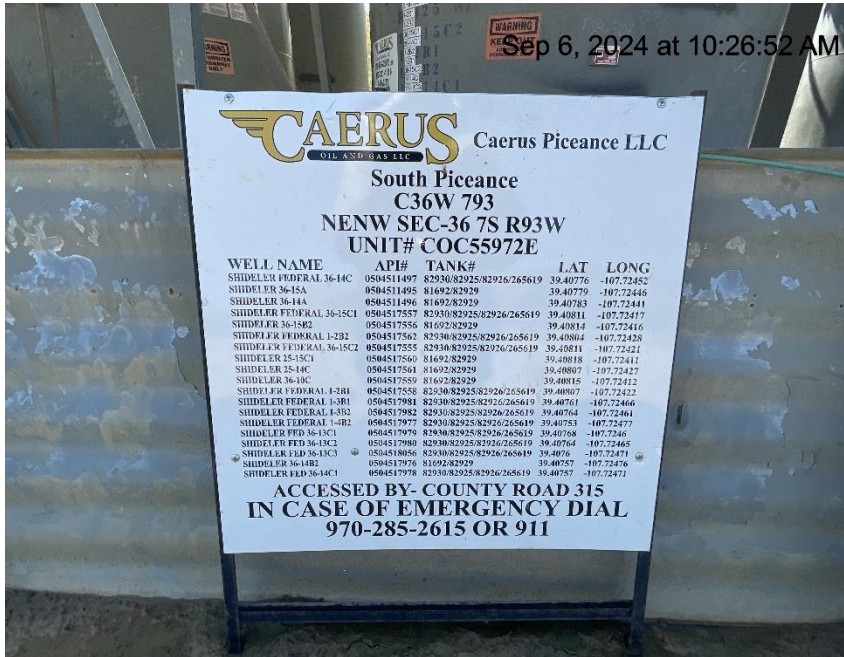 Sep 6, 2024 at 10:26:52 AM
WARNING
CAERUS
OIL AND GAS LLC
Caerus Piceance LLC
South Piceance
C36W 793
NENW SEC-36 7S R93W
UNIT# COC55972E
WELL NAME API# TANK# LAT LONG
SHIDELER FEDERAL 36-14C 0504511497 82930/82925/82926/265619 39.40776 -107.72452
SHIDELER 36-15A 0504511495 81692/82929 39.40779 -107.72446
SHIDELER 36-14A 0504511496 81692/82929 39.40783 -107.72441
SHIDELER FEDERAL 36-15C1 0504517557 82930/82925/82926/265619 39.40811 -107.72417
SHIDELER 36-15B2 0504517556 81692/82929 39.40814 -107.72416
SHIDELER FEDERAL 1-2B2 0504517562 82930/82925/82926/265619 39.40804 -107.72428
SHIDELER FEDERAL 36-15C2 0504517555 82930/82925/82926/265619 39.40811 -107.72421
SHIDELER 25-15C1 0504517560 81692/82929 39.40818 -107.72411
SHIDELER 25-14C 0504517561 81692/82929 39.40807 -107.72427
SHIDELER 36-10C 0504517559 81692/82929 39.40815 -107.72412
SHIDELER FEDERAL 1-2B1 0504517558 82930/82925/82926/265619 39.40807 -107.72422
SHIDELER FEDERAL 1-3B1 0504517981 82930/82925/82926/265619 39.40761 -107.72466
SHIDELER FEDERAL 1-3B2 0504517982 82930/82925/82926/265619 39.40764 -107.72461
SHIDELER FEDERAL 1-4B2 0504517977 82930/82925/82926/265619 39.40753 -107.72477
SHIDELER FED 36-13C1 0504517979 82930/82925/82926/265619 39.40768 -107.7246
SHIDELER FED 36-13C2 0504517980 82930/82925/82926/265619 39.40764 -107.72465
SHIDELER FED 36-13C3 0504518056 82930/82925/82926/265619 39.4076 -107.72471
SHIDELER 36-14B2 0504517976 81692/82929 39.40757 -107.72476
SHIDELER FED 36-14C1 0504517978 82930/82925/82926/265619 39.40757 -107.72471
ACCESSED BY- COUNTY ROAD 315
IN CASE OF EMERGENCY DIAL
970-285-2615 OR 911